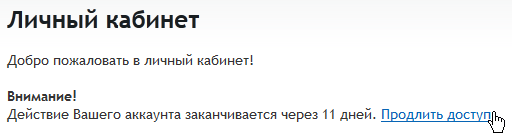 Личный кабинет
Добро пожаловать в личный кабинет!
Внимание!
Действие Вашего аккаунта заканчивается через 11 дней. Продлить доступ.